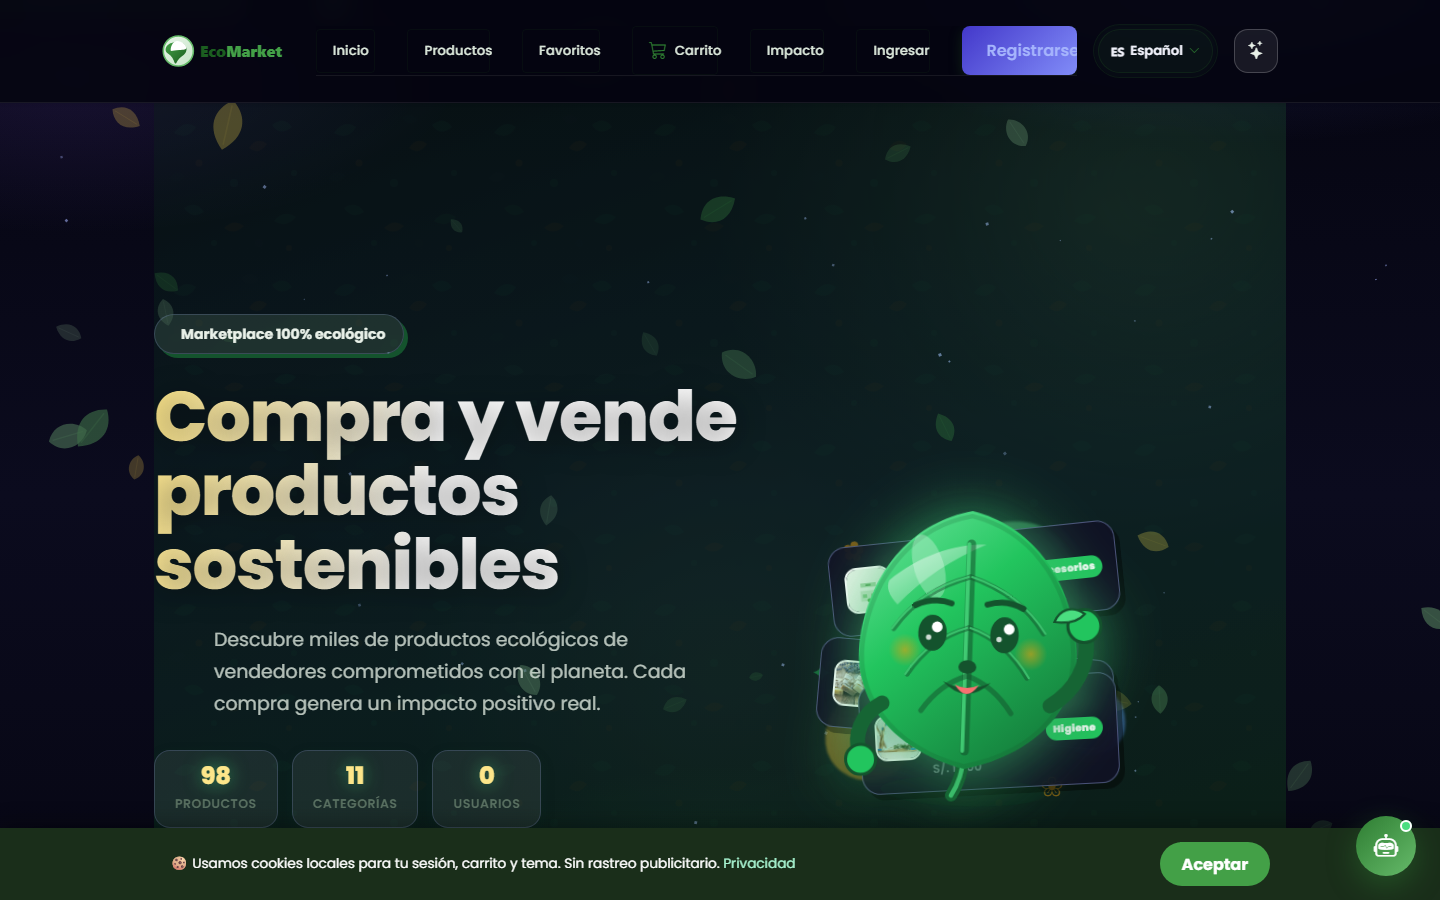 EcoMarket
Inicio
Productos
Favoritos
Carrito
Impacto
Ingresar
Registrarse
ES Español
Marketplace 100% ecológico
Compra y vende
productos
sostenibles
Descubre miles de productos ecológicos de
vendedores comprometidos con el planeta. Cada
compra genera un impacto positivo real.
98
PRODUCTOS
11
CATEGORÍAS
0
USUARIOS
Higiene
Usamos cookies locales para tu sesión, carrito y tema. Sin rastreo publicitario. Privacidad
Aceptar